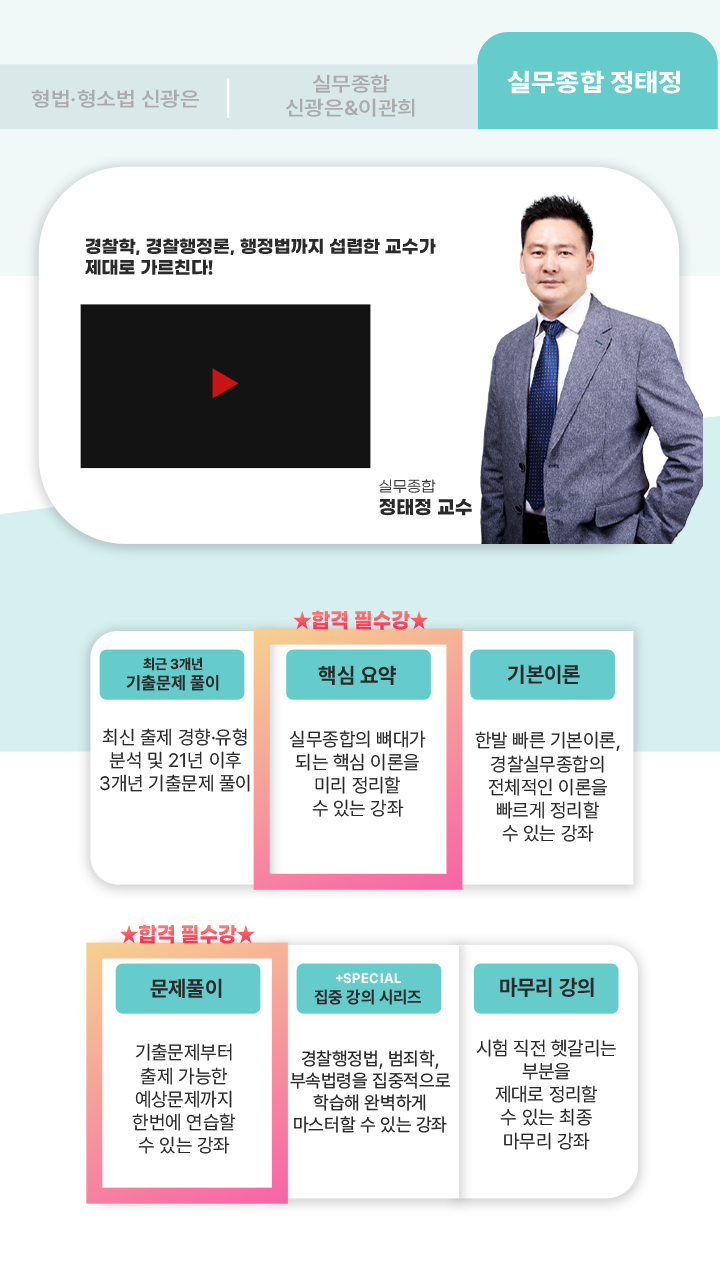 형법·형소법 신광은
실무종합
신광은&이관희
실무종합 정태정
경찰학, 경찰행정론, 행정법까지 섭렵한 교수가
제대로 가르친다!
실무종합
정태정 교수
★합격 필수강★
최근 3개년
기출문제 풀이
최신 출제 경향·유형
분석 및 21년 이후
3개년 기출문제 풀이
핵심 요약
실무종합의 뼈대가
되는 핵심 이론을
미리 정리할
수 있는 강좌
기본이론
한발 빠른 기본이론,
경찰실무종합의
전체적인 이론을
빠르게 정리할
수 있는 강좌
★합격 필수강★
문제풀이
기출문제부터
출제 가능한
예상문제까지
한번에 연습할
수 있는 강좌
+SPECIAL
집중 강의 시리즈
경찰행정법, 범죄학,
부속법령을 집중적으로
학습해 완벽하게
마스터할 수 있는 강좌
마무리 강의
시험 직전 헷갈리는
부분을
제대로 정리할
수 있는 최종
마무리 강좌